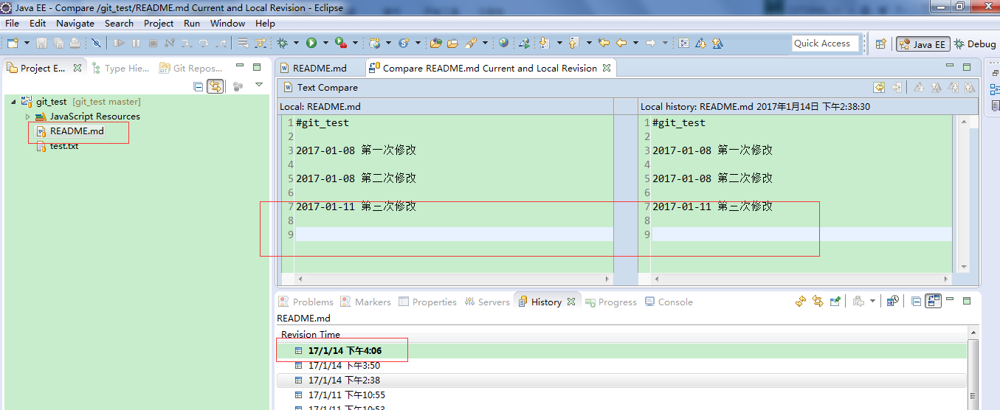 Java EE - Compare /git_test/README.md Current and Local Revision - Eclipse
File Edit Navigate Search Project Run Window Help
Quick Access Java EE Debug
Project E... Type Hie... Git Repos...
git_test [git_test master]
JavaScript Resources
README.md
test.txt
README.md Compare README.md Current and Local Revision
Text Compare
Local: README.md
1 #git_test
2
3 2017-01-08 第一次修改
4
5 2017-01-08 第二次修改
6
7 2017-01-11 第三次修改
8
9
Local history: README.md 2017年1月14日 下午2:38:30
1 #git_test
2
3 2017-01-08 第一次修改
4
5 2017-01-08 第二次修改
6
7 2017-01-11 第三次修改
8
9
Problems Markers Properties Servers History Progress Console
README.md
Revision Time
17/1/14 下午4:06
17/1/14 下午3:50
17/1/14 下午2:38
17/1/11 下午10:55
17/1/11 下午10:53